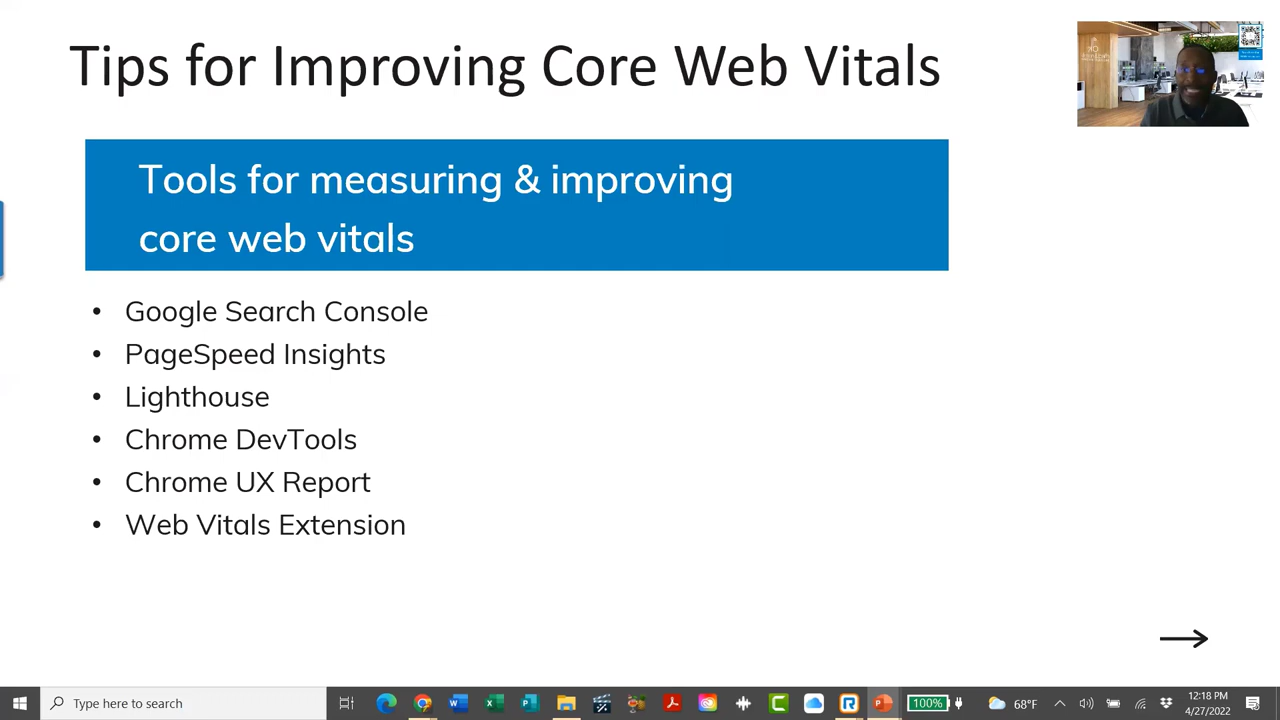 Tips for Improving Core Web Vitals
Tools for measuring & improving
core web vitals
• Google Search Console
• PageSpeed Insights
• Lighthouse
• Chrome DevTools
• Chrome UX Report
• Web Vitals Extension
Type here to search
100%
68°F
12:18 PM
4/27/2022